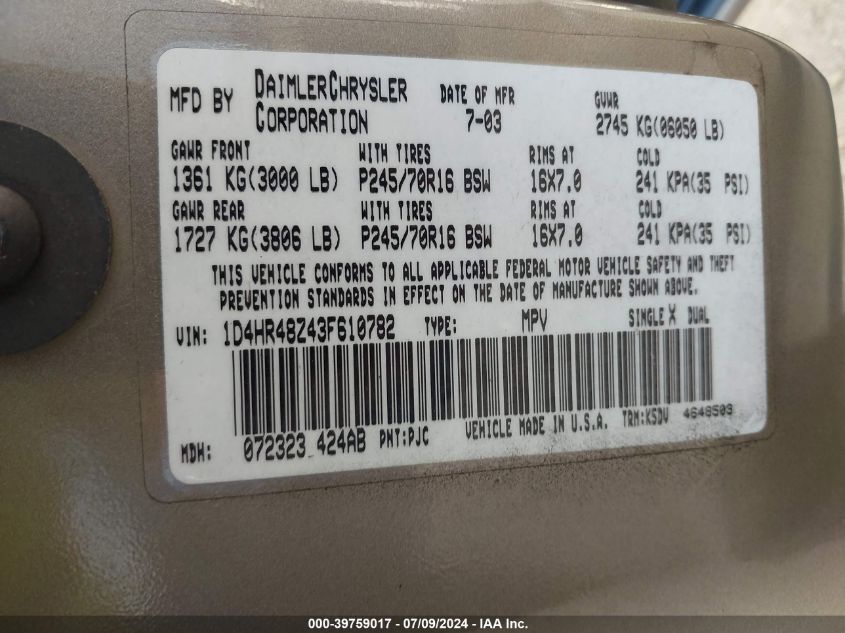 MFD BY DAIMLERCHRYSLER CORPORATION DATE OF MFR 7-03 GVWR 2745 KG(06050 LB)
GAWR FRONT WITH TIRES RIMS AT COLD
1361 KG(3000 LB) P245/70R16 BSW 16X7.0 241 KPA(35 PSI)
GAWR REAR WITH TIRES RIMS AT COLD
1727 KG(3806 LB) P245/70R16 BSW 16X7.0 241 KPA(35 PSI)
THIS VEHICLE CONFORMS TO ALL APPLICABLE FEDERAL MOTOR VEHICLE SAFETY AND THEFT
PREVENTION STANDARDS IN EFFECT ON THE DATE OF MANUFACTURE SHOWN ABOVE.
VIN: 1D4HR48Z43F610782 TYPE: MPV SINGLE X DUAL
MDH: 072323 424AB PNT:PJC VEHICLE MADE IN U.S.A. TRM:K5DV 4648509
000-39759017 / 07/09/2024 - IAA Inc.